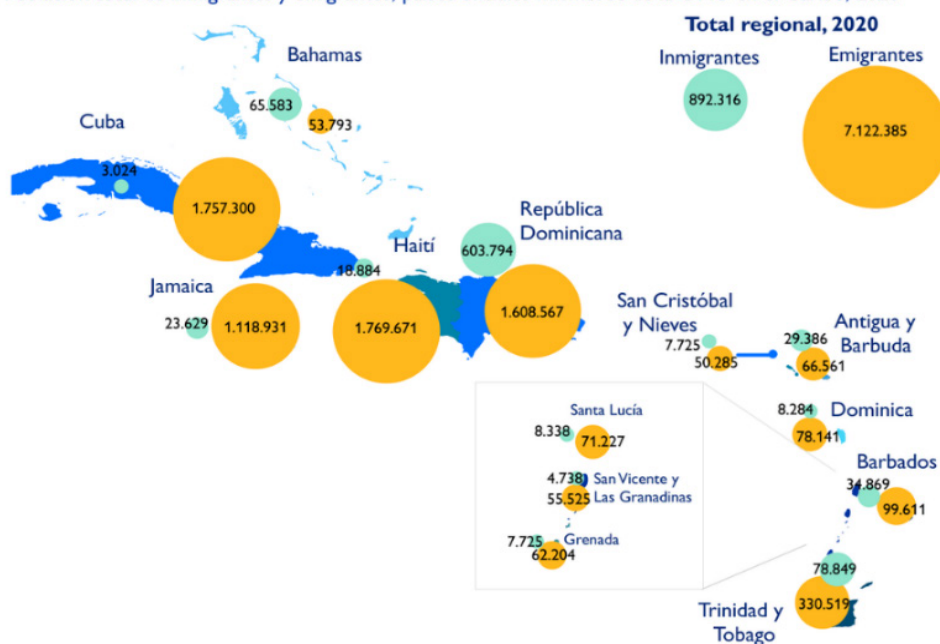 Total regional, 2020
Inmigrantes
Emigrantes
892.316
7.122.385
Bahamas
65.583
53.793
Cuba
3.024
1.757.300
Haití
18.884
1.769.671
República
Dominicana
603.794
1.608.567
Jamaica
23.629
1.118.931
San Cristóbal
y Nieves
7.725
50.285
Antigua y
Barbuda
29.386
66.561
Dominica
8.284
78.141
Santa Lucía
8.338
71.227
San Vicente y
Las Granadinas
4.738
55.525
Grenada
7.725
62.204
Barbados
34.869
99.611
78.849
330.519
Trinidad y
Tobago